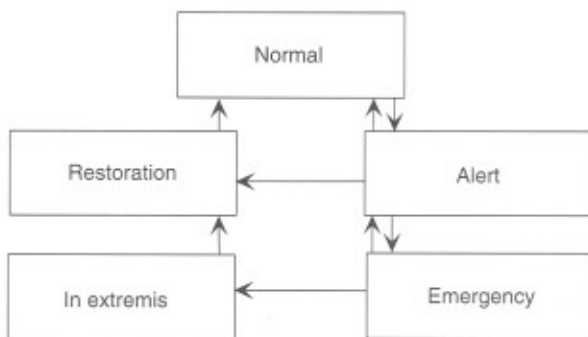 Normal
Restoration
Alert
In extremis
Emergency